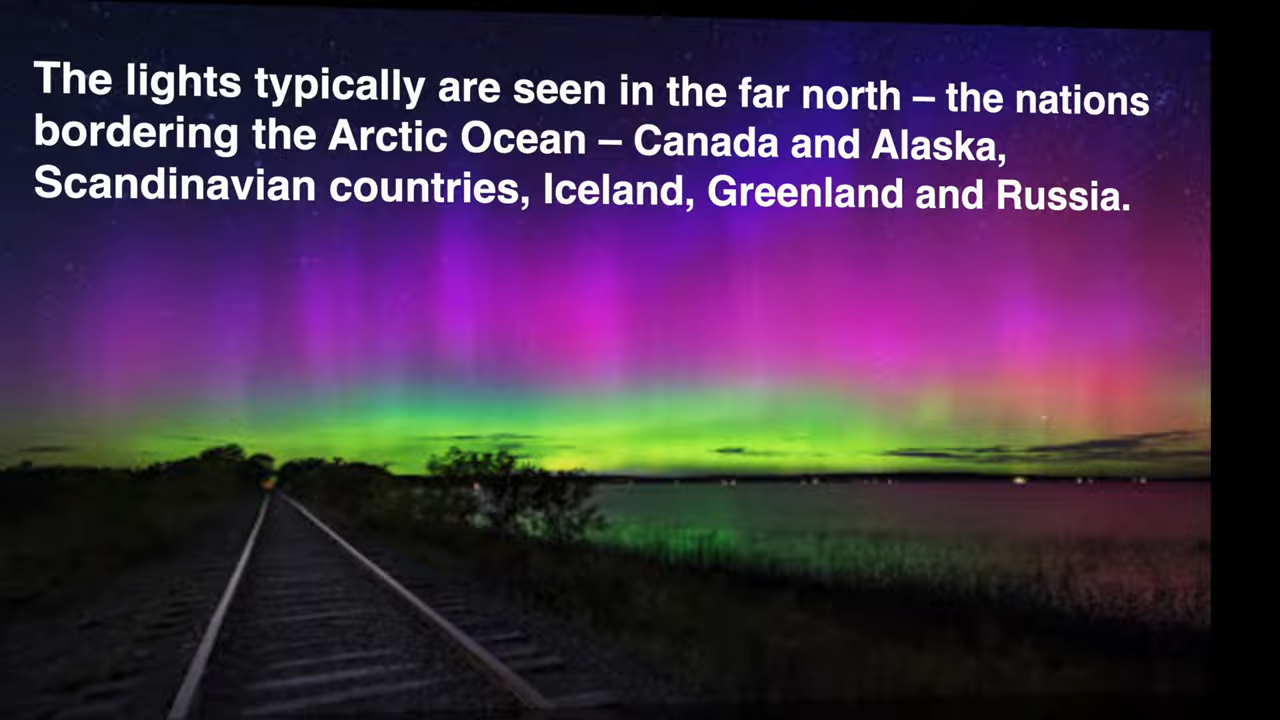 The lights typically are seen in the far north – the nations
bordering the Arctic Ocean – Canada and Alaska,
Scandinavian countries, Iceland, Greenland and Russia.